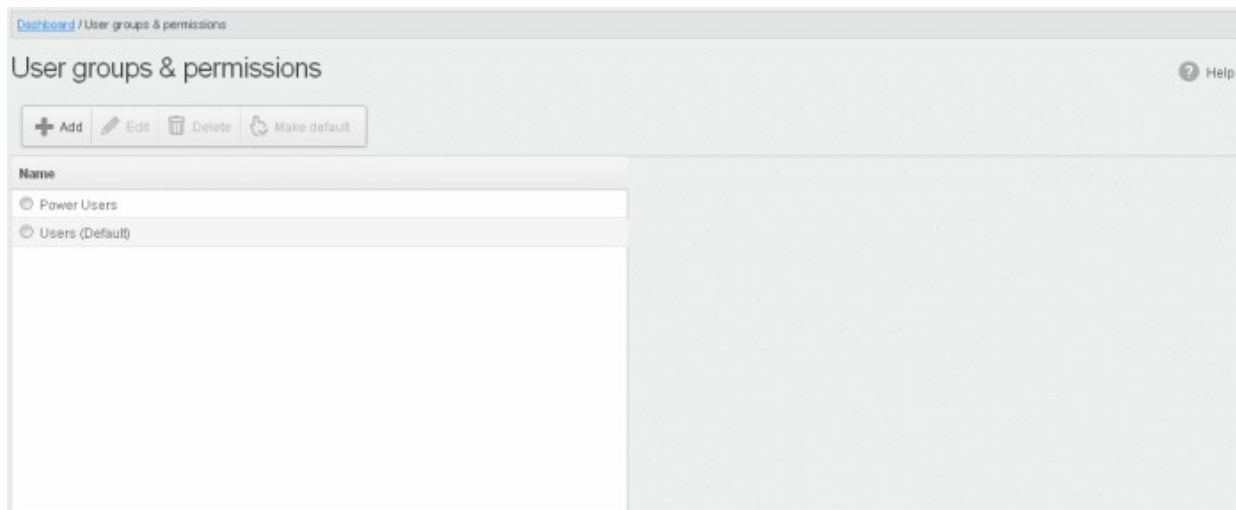 Dashboard / User groups & permissions
User groups & permissions
Help
Add Edit Delete Make default
Name
Power Users
Users (Default)